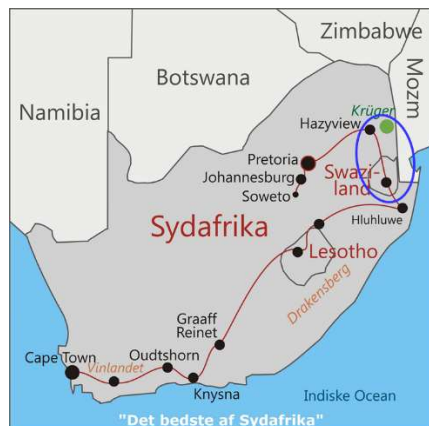 Zimbabwe
Botswana
Namibia
Mozm
Krüger
Hazyview
Pretoria
Johannesburg
Soweto
Swazi-
land
Hluhluwe
Sydafrika
Lesotho
Drakensberg
Graaff
Reinet
Oudtshorn
Cape Town
Vinlandet
Knysna
Indiske Ocean
"Det bedste af Sydafrika"